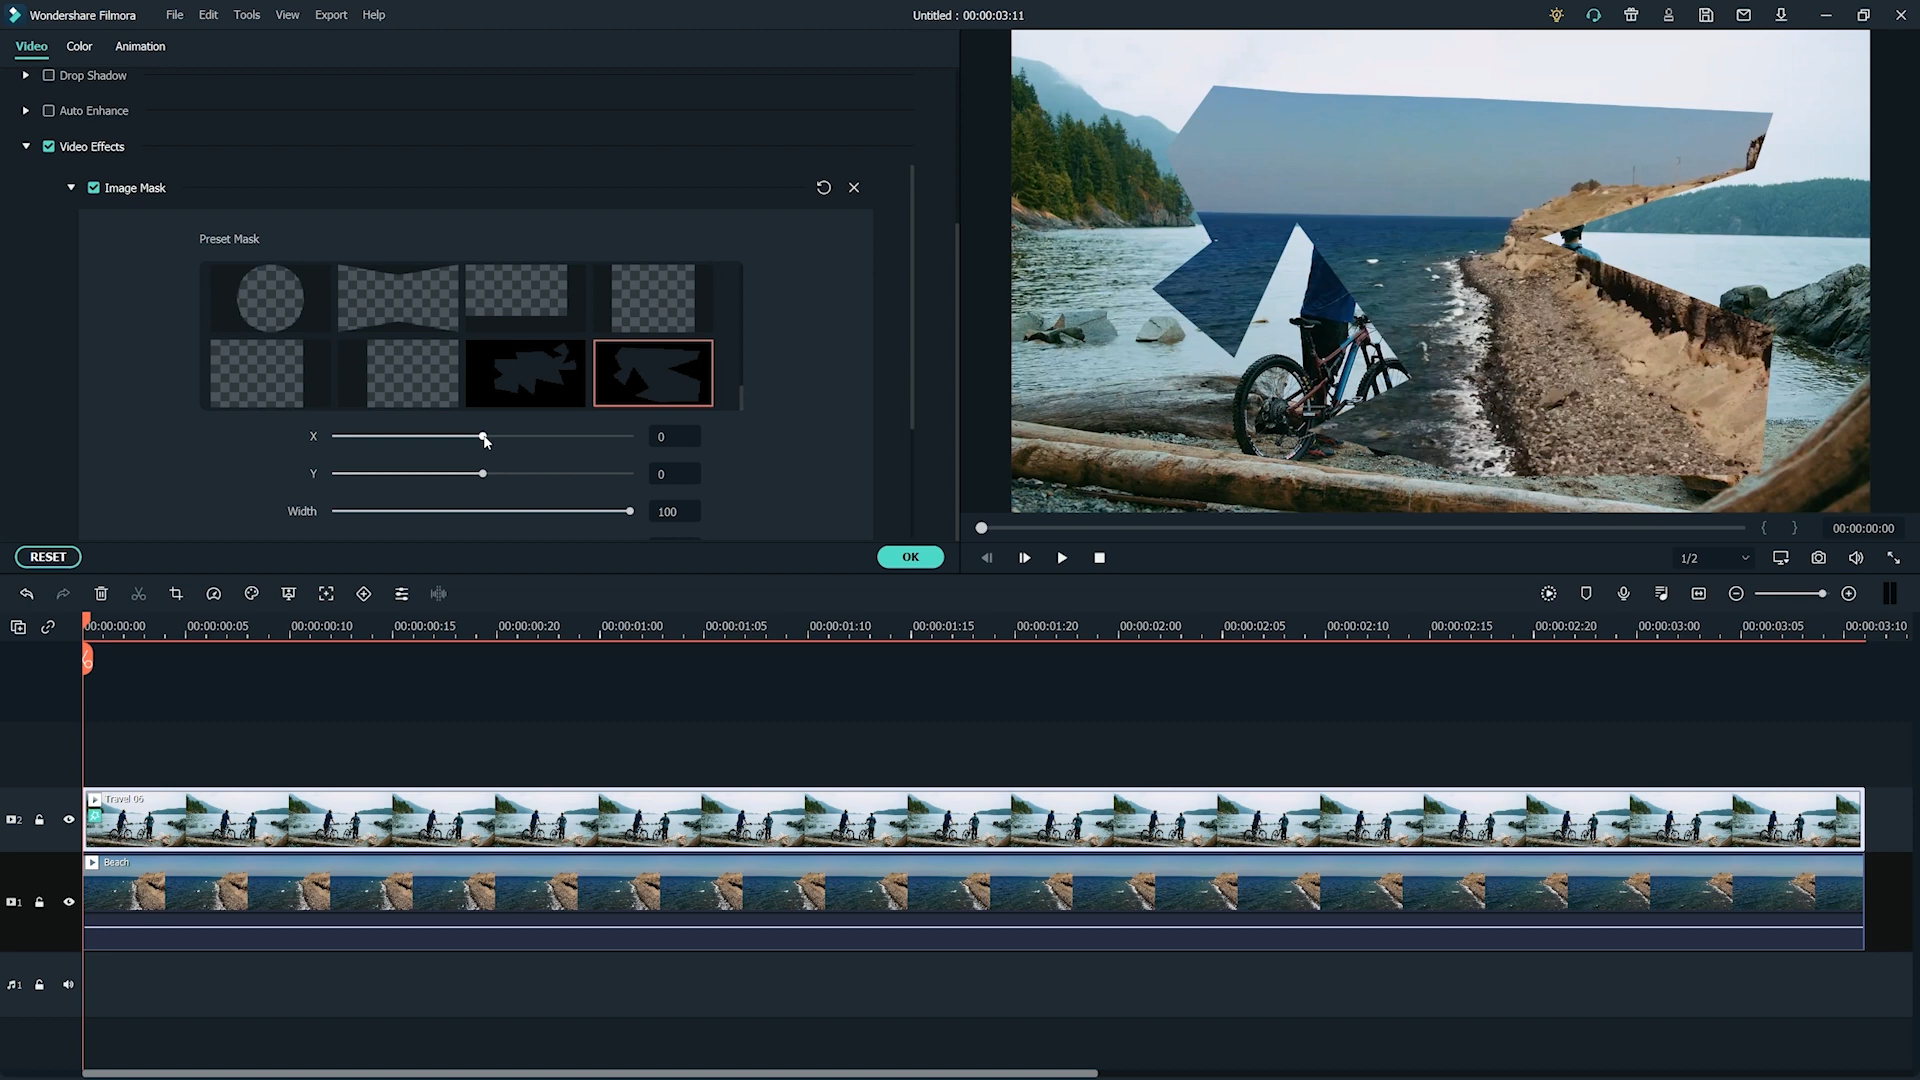 Wondershare Filmora File Edit Tools View Export Help Untitled : 00:00:03:11
Video Color Animation
Drop Shadow
Auto Enhance
Video Effects
Image Mask
Preset Mask
X 0
Y 0
Width 100
RESET OK
{ } 00:00:00:00
1/2
00:00:00:00 00:00:00:05 00:00:00:10 00:00:00:15 00:00:00:20 00:00:01:00 00:00:01:05 00:00:01:10 00:00:01:15 00:00:01:20 00:00:02:00 00:00:02:05 00:00:02:10 00:00:02:15 00:00:02:20 00:00:03:00 00:00:03:05 00:00:03:10
Travel 06
2
Beach
1
1